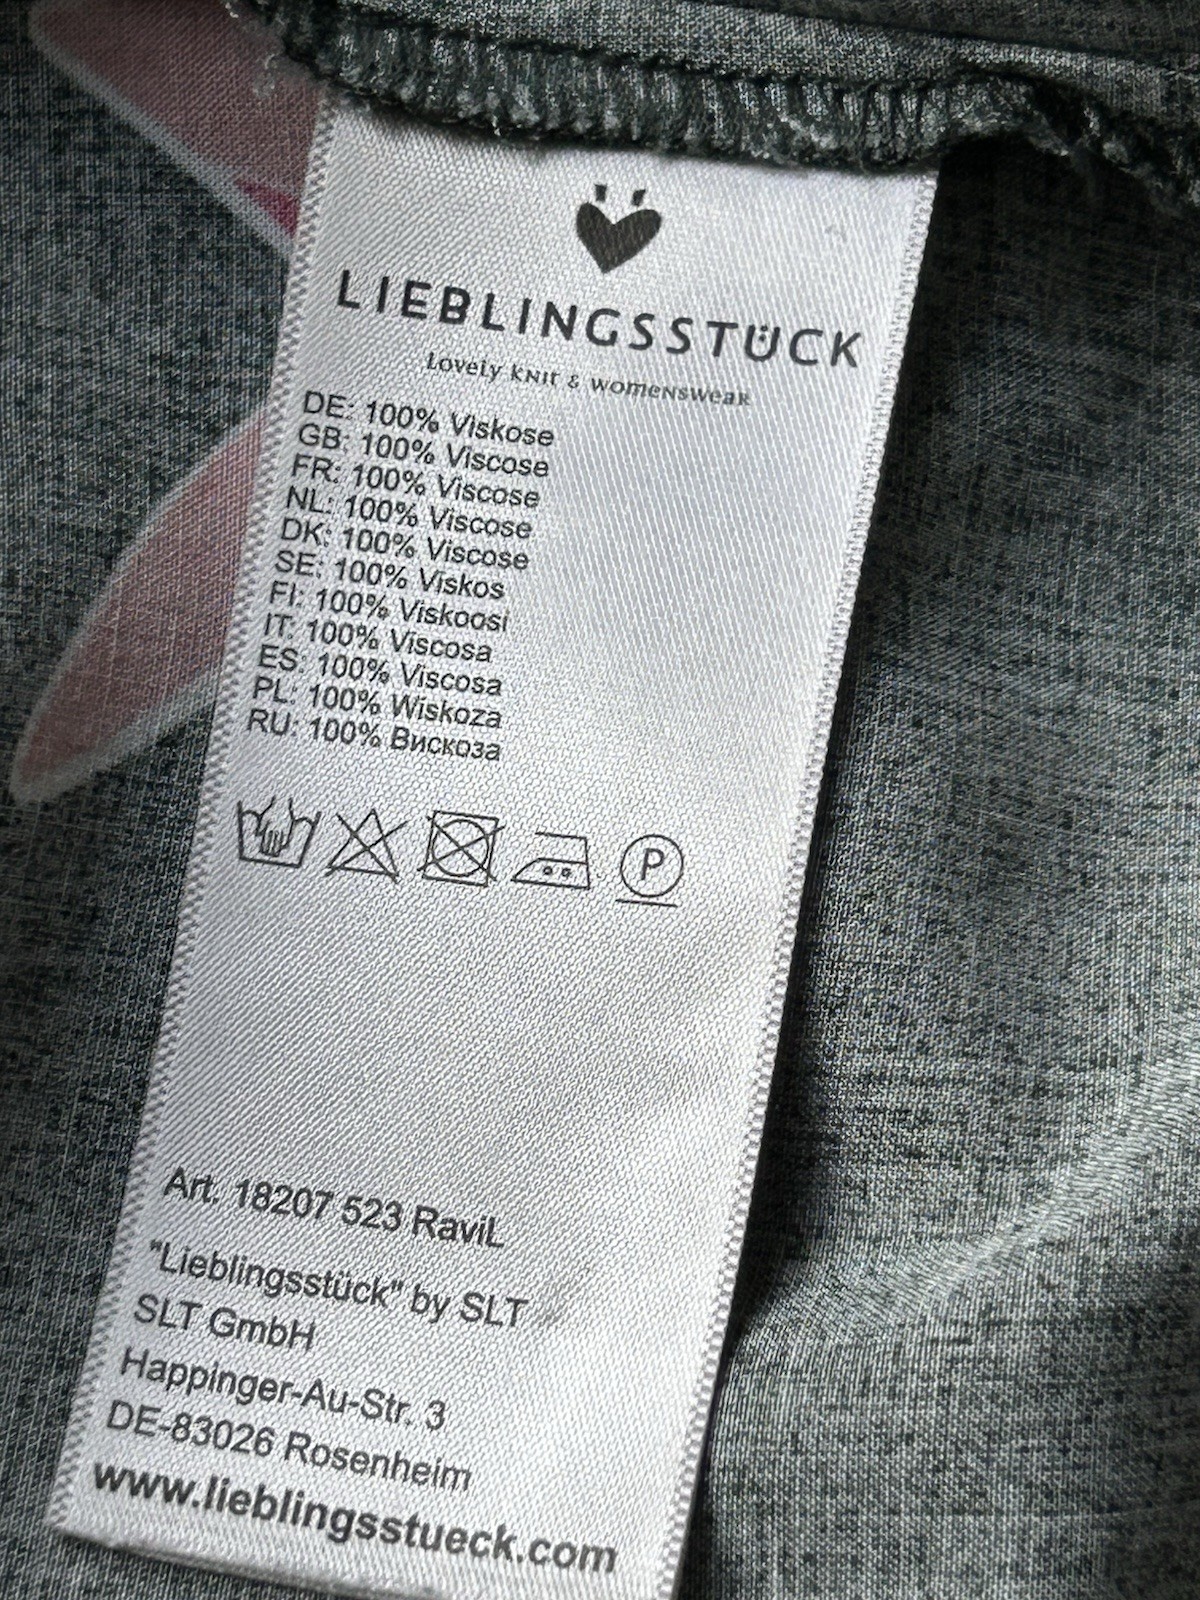 LIEBLINGSSTÜCK
Lovely KNIT & WOMENSWEAR
DE: 100% Viskose
GB: 100% Viscose
FR: 100% Viscose
NL: 100% Viscose
DK: 100% Viscose
SE: 100% Viskos
FI: 100% Viskoosi
IT: 100% Viscosa
ES: 100% Viscosa
PL: 100% Wiskoza
RU: 100% Вискоза
P
Art. 18207 523 RaviL
"Lieblingsstück" by SLT
SLT GmbH
Happinger-Au-Str. 3
DE-83026 Rosenheim
www.lieblingsstueck.com